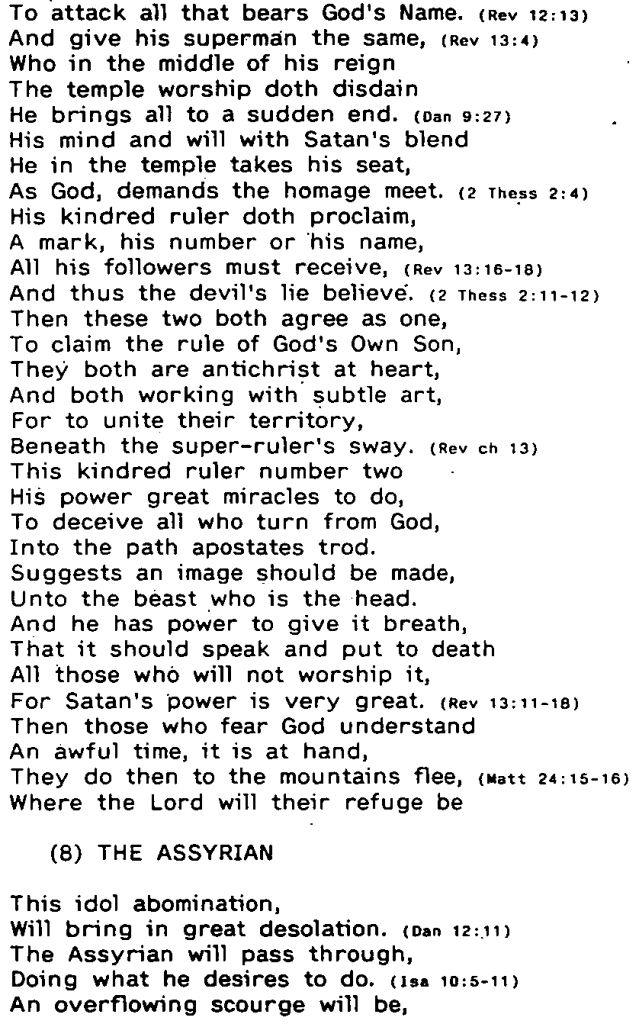 To attack all that bears God's Name. (Rev 12:13)
And give his superman the same, (Rev 13:4)
Who in the middle of his reign
The temple worship doth disdain
He brings all to a sudden end. (Dan 9:27)
His mind and will with Satan's blend
He in the temple takes his seat,
As God, demands the homage meet. (2 Thess 2:4)
His kindred ruler doth proclaim,
A mark, his number or his name,
All his followers must receive, (Rev 13:16-18)
And thus the devil's lie believe. (2 Thess 2:11-12)
Then these two both agree as one,
To claim the rule of God's Own Son,
They both are antichrist at heart,
And both working with subtle art,
For to unite their territory,
Beneath the super-ruler's sway. (Rev ch 13)
This kindred ruler number two
His power great miracles to do,
To deceive all who turn from God,
Into the path apostates trod.
Suggests an image should be made,
Unto the beast who is the head.
And he has power to give it breath,
That it should speak and put to death
All those who will not worship it,
For Satan's power is very great. (Rev 13:11-18)
Then those who fear God understand
An awful time, it is at hand,
They do then to the mountains flee, (Matt 24:15-16)
Where the Lord will their refuge be
(8) THE ASSYRIAN
This idol abomination,
Will bring in great desolation. (Dan 12:11)
The Assyrian will pass through,
Doing what he desires to do. (Isa 10:5-11)
An overflowing scourge will be,